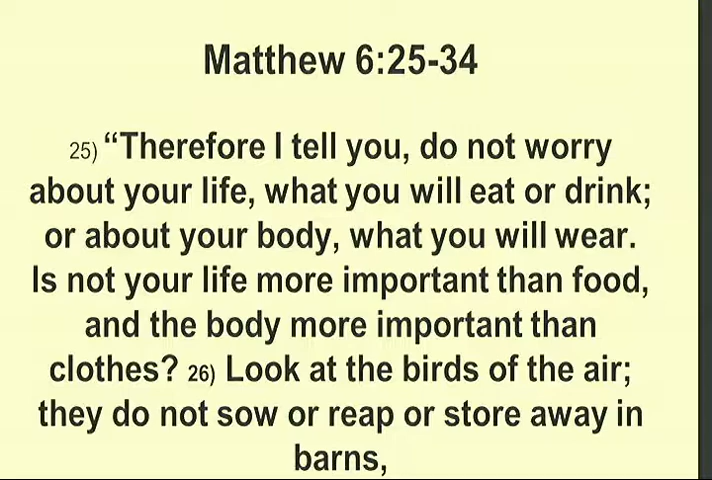 Matthew 6:25-34
25) “Therefore I tell you, do not worry
about your life, what you will eat or drink;
or about your body, what you will wear.
Is not your life more important than food,
and the body more important than
clothes? 26) Look at the birds of the air;
they do not sow or reap or store away in
barns,